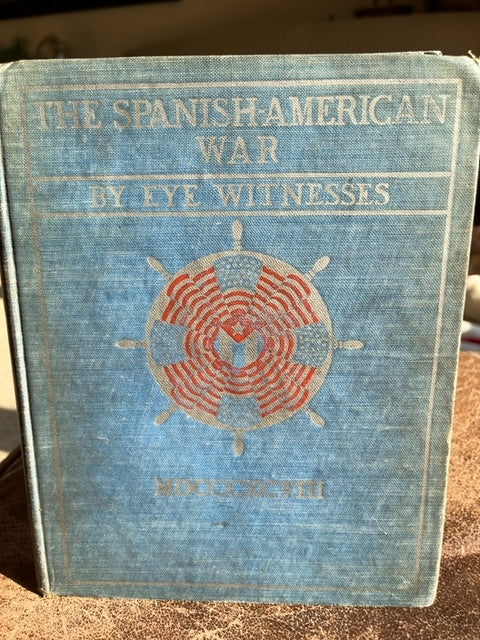 THE SPANISH-AMERICAN
WAR
BY EYE WITNESSES
MDCCCXCVIII